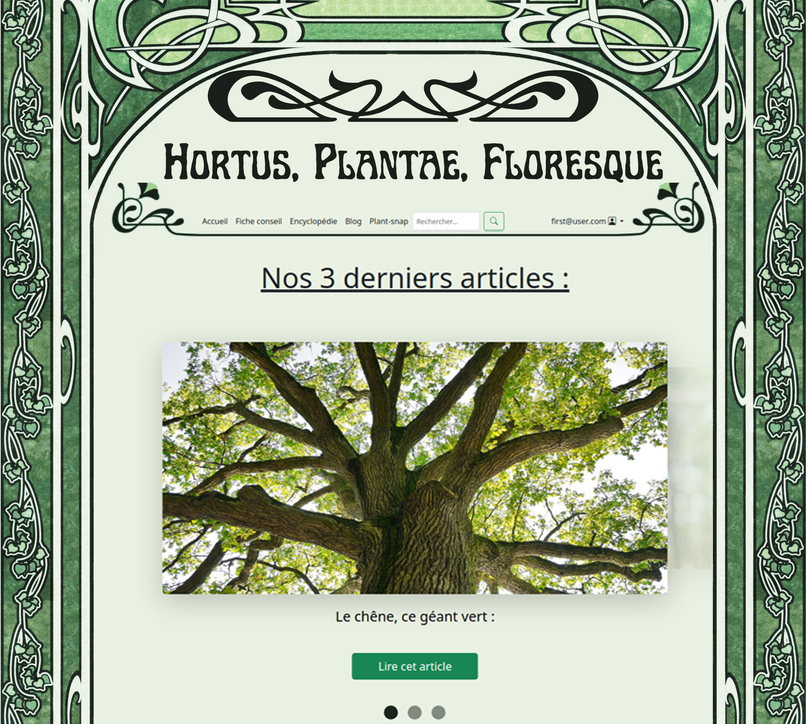 HORTUS, PLANTAE, FLORESQUE
Accueil Fiche conseil Encyclopédie Blog Plant-snap Rechercher... first@user.com
Nos 3 derniers articles :
Le chêne, ce géant vert :
Lire cet article